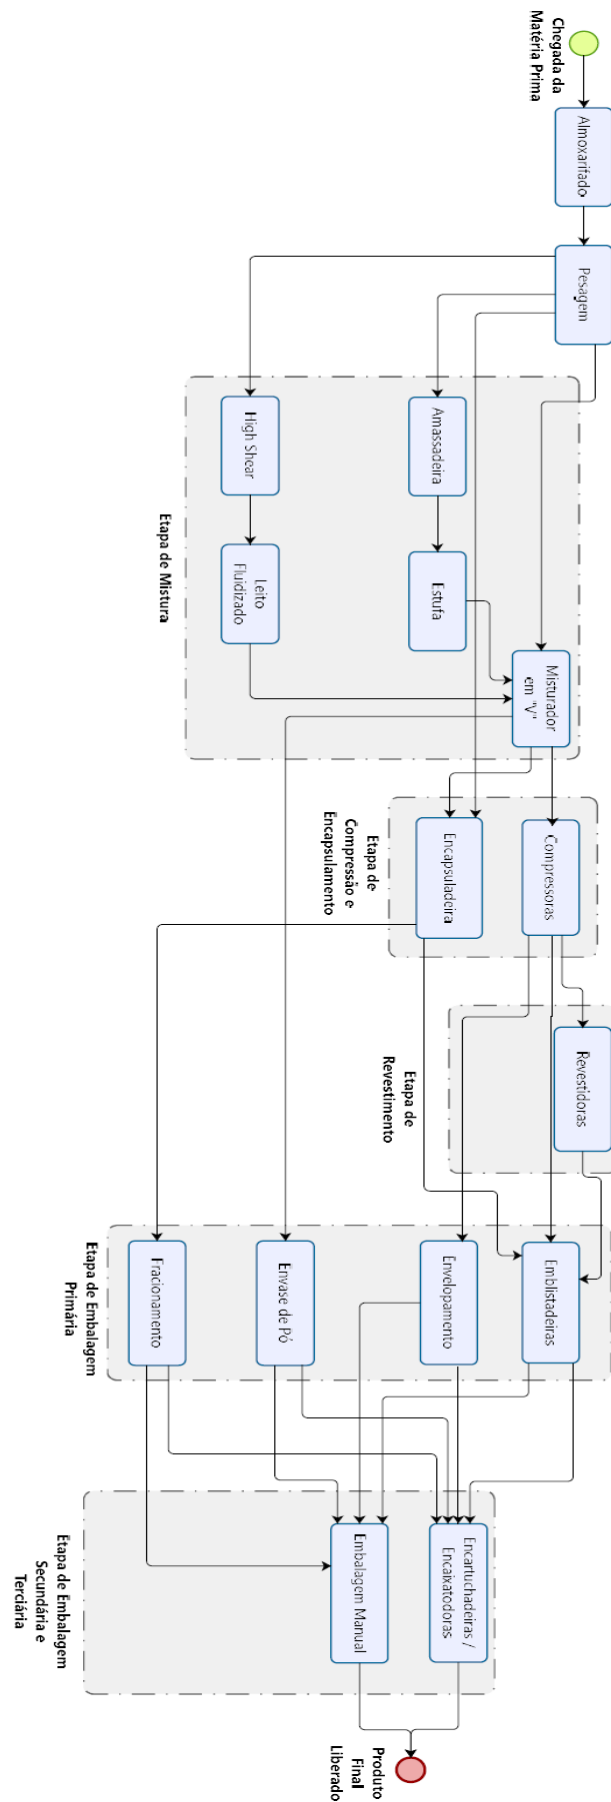 Chegada da
Matéria Prima
Almoxarifado
Pesagem
High Shear
Amassadeira
Leito
Fluidizado
Estufa
Misturador
em "V"
Etapa de Mistura
Encapsuladeira
Compressoras
Etapa de
Compressão e
Encapsulamento
Revestidoras
Etapa de
Revestimento
Fracionamento
Envase de Pó
Envelopamento
Emblistadeiras
Etapa de Embalagem
Primária
Embalagem Manual
Encartuchadeiras /
Encaixatodoras
Etapa de Embalagem
Secundária e
Terciária
Produto
Final
Liberado